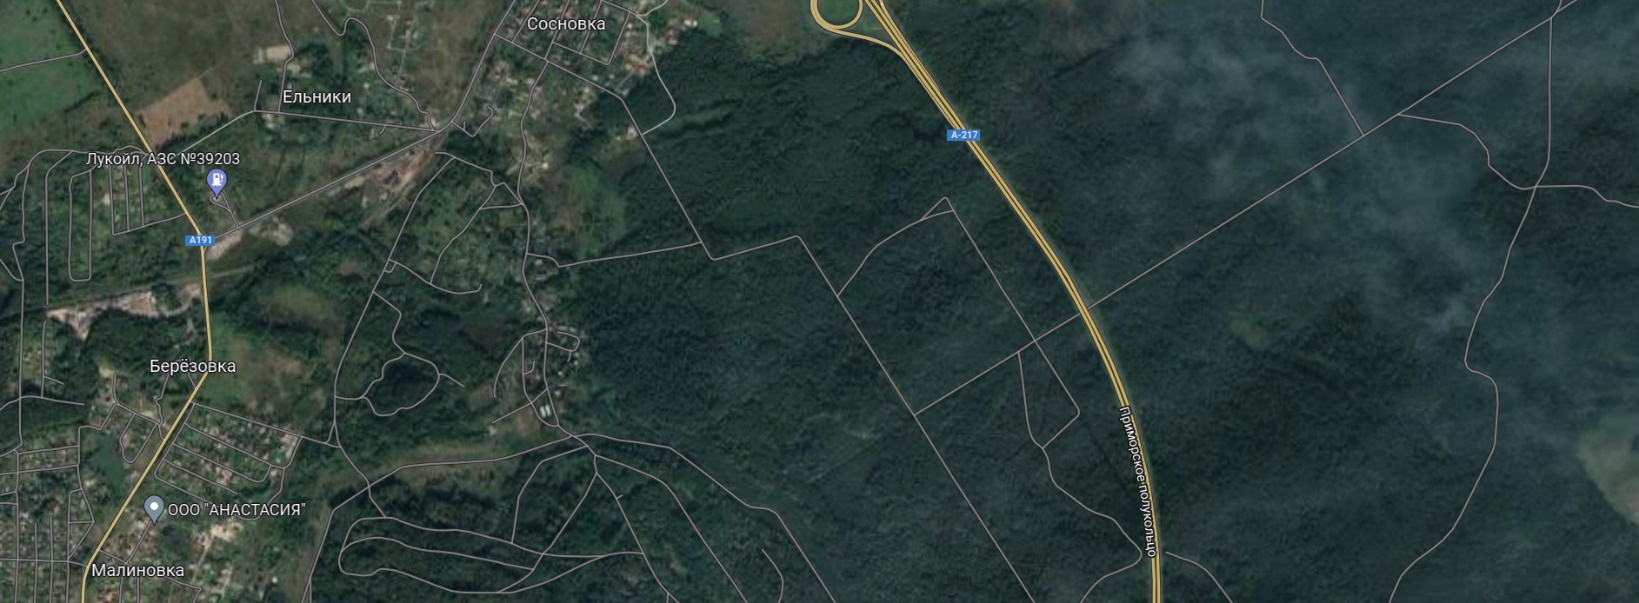 Сосновка
Ельники
А-217
Лукойл, АЗС №39203
А191
Берёзовка
Приморское полукольцо
ООО "АНАСТАСИЯ"
Малиновка